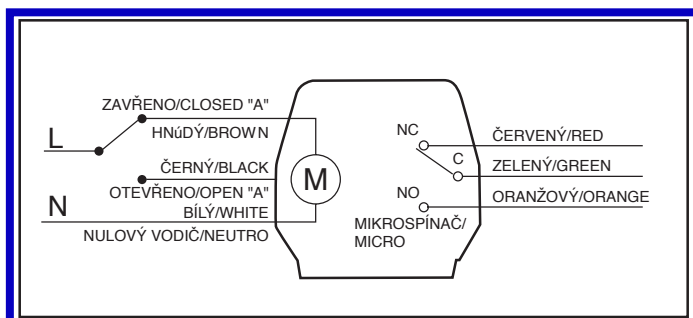 ZAVŘENO/CLOSED "A"
L
HNúDÝ/BROWN
ČERNÝ/BLACK
OTEVŘENO/OPEN "A"
N
BÍLÝ/WHITE
NULOVÝ VODIČ/NEUTRO
M
NC
C
NO
MIKROSPÍNAČ/
MICRO
ČERVENÝ/RED
ZELENÝ/GREEN
ORANŽOVÝ/ORANGE